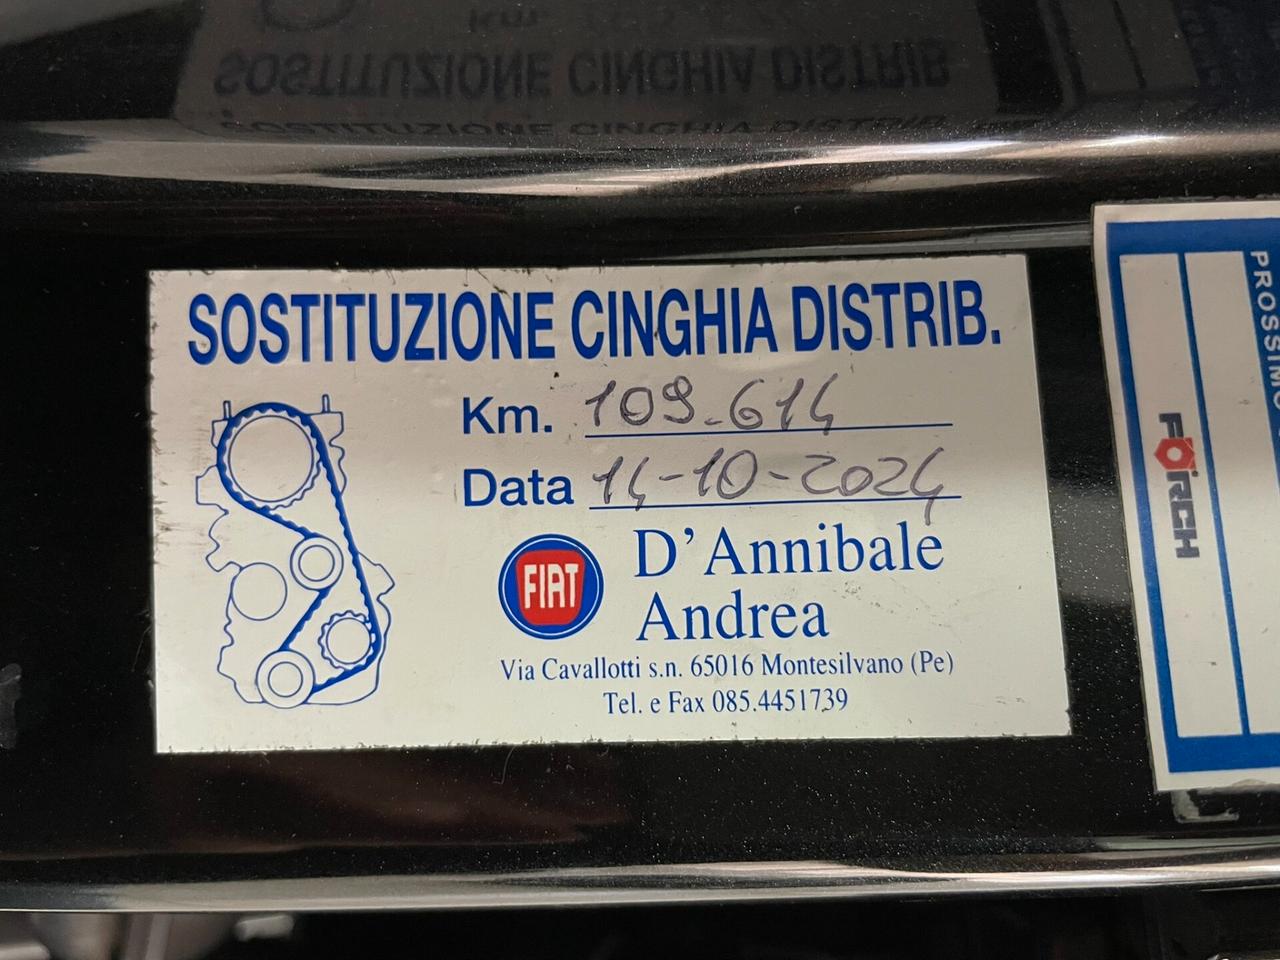 SOSTITUZIONE CINGHIA DISTRIB.
Km. 109.614
Data 14-10-2024
FIAT
D'Annibale
Andrea
Via Cavallotti s.n. 65016 Montesilvano (Pe)
Tel. e Fax 085.4451739
PROSSIMO
FÖRCH